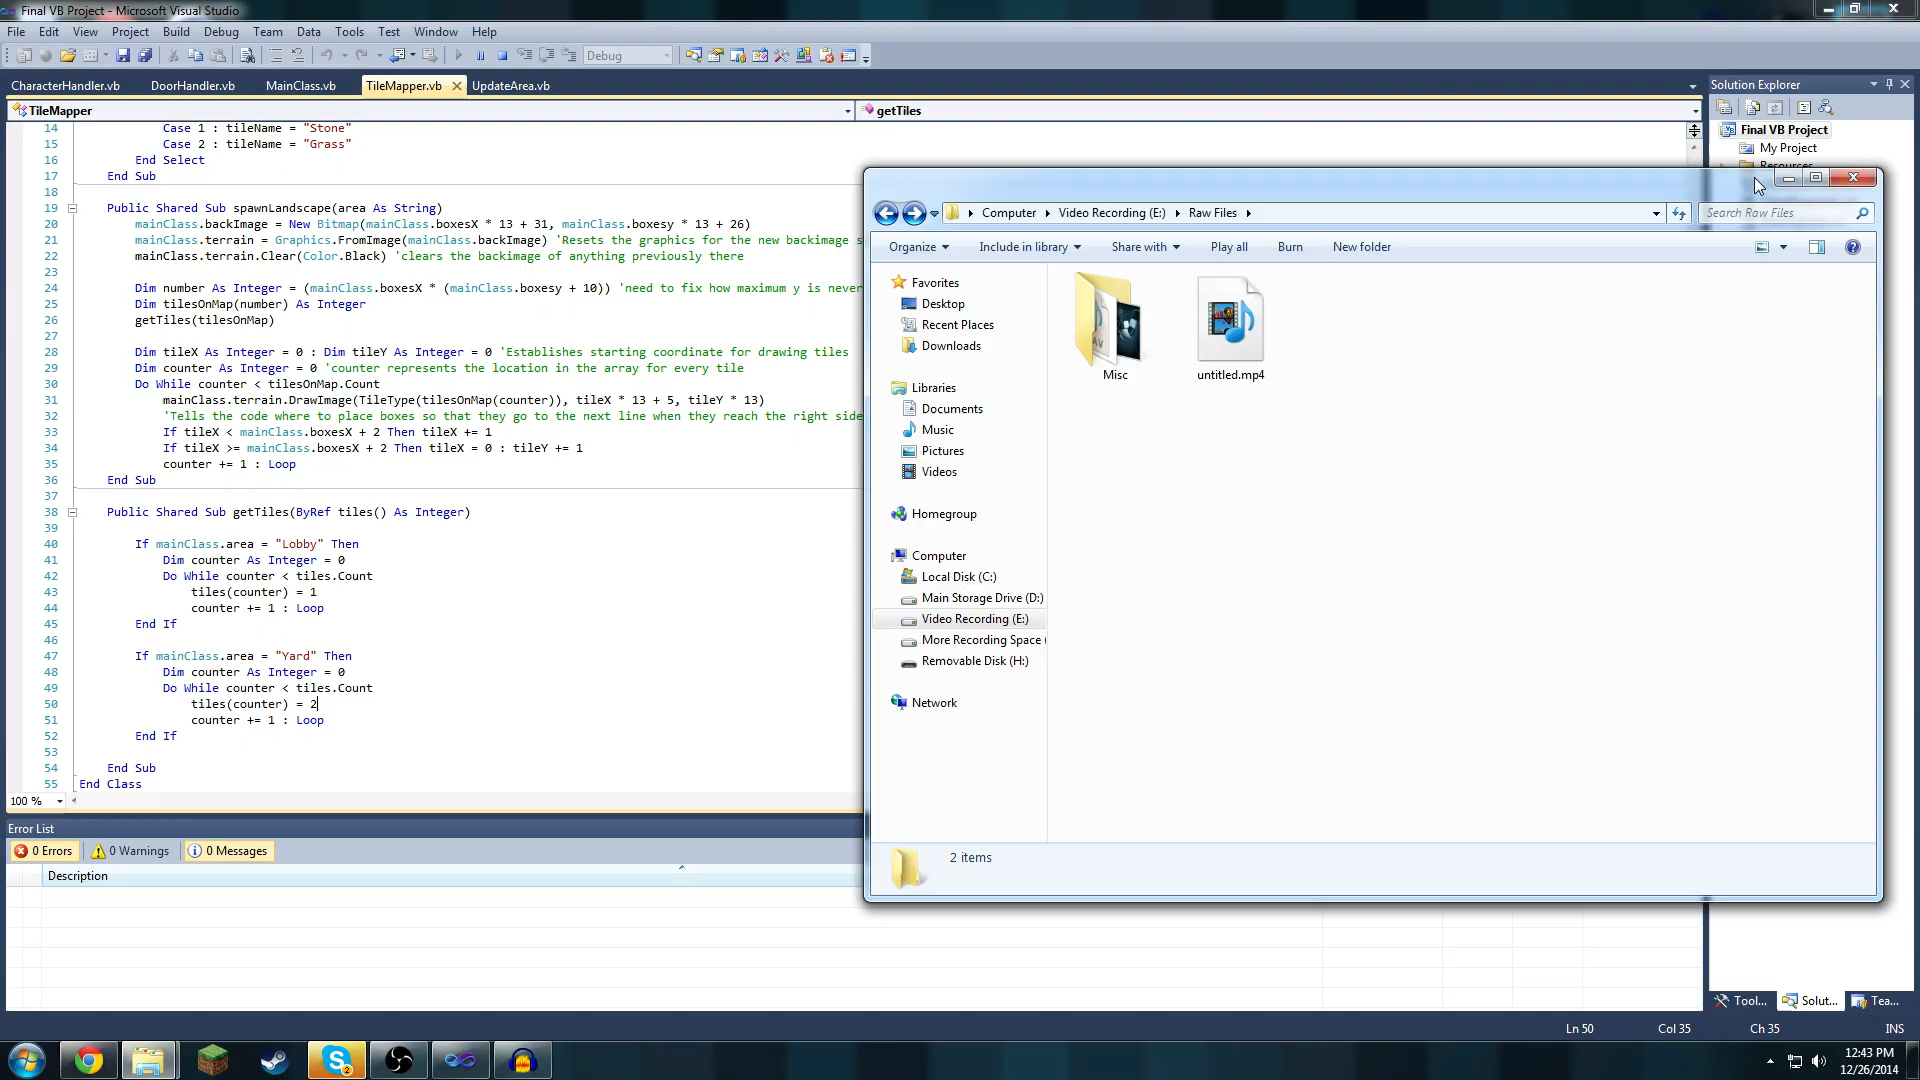 Final VB Project - Microsoft Visual Studio
File Edit View Project Build Debug Team Data Tools Test Window Help
Debug
CharacterHandler.vb DoorHandler.vb MainClass.vb TileMapper.vb UpdateArea.vb
TileMapper getTiles
14 Case 1 : tileName = "Stone"
15 Case 2 : tileName = "Grass"
16 End Select
17 End Sub
18
19 Public Shared Sub spawnLandscape(area As String)
20 mainClass.backImage = New Bitmap(mainClass.boxesX * 13 + 31, mainClass.boxesy * 13 + 26)
21 mainClass.terrain = Graphics.FromImage(mainClass.backImage) 'Resets the graphics for the new backimage s
22 mainClass.terrain.Clear(Color.Black) 'clears the backimage of anything previously there
23
24 Dim number As Integer = (mainClass.boxesX * (mainClass.boxesy + 10)) 'need to fix how maximum y is never
25 Dim tilesOnMap(number) As Integer
26 getTiles(tilesOnMap)
27
28 Dim tileX As Integer = 0 : Dim tileY As Integer = 0 'Establishes starting coordinate for drawing tiles
29 Dim counter As Integer = 0 'counter represents the location in the array for every tile
30 Do While counter < tilesOnMap.Count
31 mainClass.terrain.DrawImage(TileType(tilesOnMap(counter)), tileX * 13 + 5, tileY * 13)
32 'Tells the code where to place boxes so that they go to the next line when they reach the right side
33 If tileX < mainClass.boxesX + 2 Then tileX += 1
34 If tileX >= mainClass.boxesX + 2 Then tileX = 0 : tileY += 1
35 counter += 1 : Loop
36 End Sub
37
38 Public Shared Sub getTiles(ByRef tiles() As Integer)
39
40 If mainClass.area = "Lobby" Then
41 Dim counter As Integer = 0
42 Do While counter < tiles.Count
43 tiles(counter) = 1
44 counter += 1 : Loop
45 End If
46
47 If mainClass.area = "Yard" Then
48 Dim counter As Integer = 0
49 Do While counter < tiles.Count
50 tiles(counter) = 2
51 counter += 1 : Loop
52 End If
53
54 End Sub
55 End Class
100 %
Error List
0 Errors 0 Warnings 0 Messages
Description
Solution Explorer
Final VB Project
My Project
Resources
Computer Video Recording (E:) Raw Files
Search Raw Files
Organize Include in library Share with Play all Burn New folder
Favorites
Desktop
Recent Places
Downloads
Libraries
Documents
Music
Pictures
Videos
Homegroup
Computer
Local Disk (C:)
Main Storage Drive (D:)
Video Recording (E:)
More Recording Space (
Removable Disk (H:)
Network
AV
Misc
untitled.mp4
2 items
Tool... Solut... Tea...
Ln 50 Col 35 Ch 35 INS
2
12:43 PM
12/26/2014